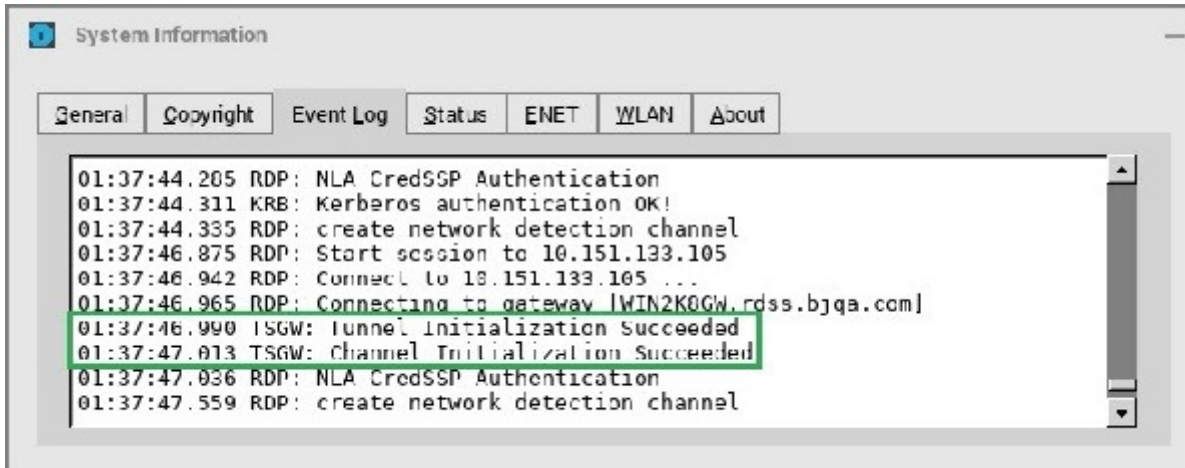 System Information
General Copyright Event Log Status ENET WLAN About
01:37:44.285 RDP: NLA CredSSP Authentication
01:37:44.311 KRB: Kerberos authentication OK!
01:37:44.335 RDP: create network detection channel
01:37:46.875 RDP: Start session to 10.151.133.105
01:37:46.942 RDP: Connect to 10.151.133.105 ...
01:37:46.965 RDP: Connecting to gateway [WIN2K8GW.rdss.bjqa.com]
01:37:46.990 TSGW: Tunnel Initialization Succeeded
01:37:47.013 TSGW: Channel Initialization Succeeded
01:37:47.036 RDP: NLA CredSSP Authentication
01:37:47.559 RDP: create network detection channel